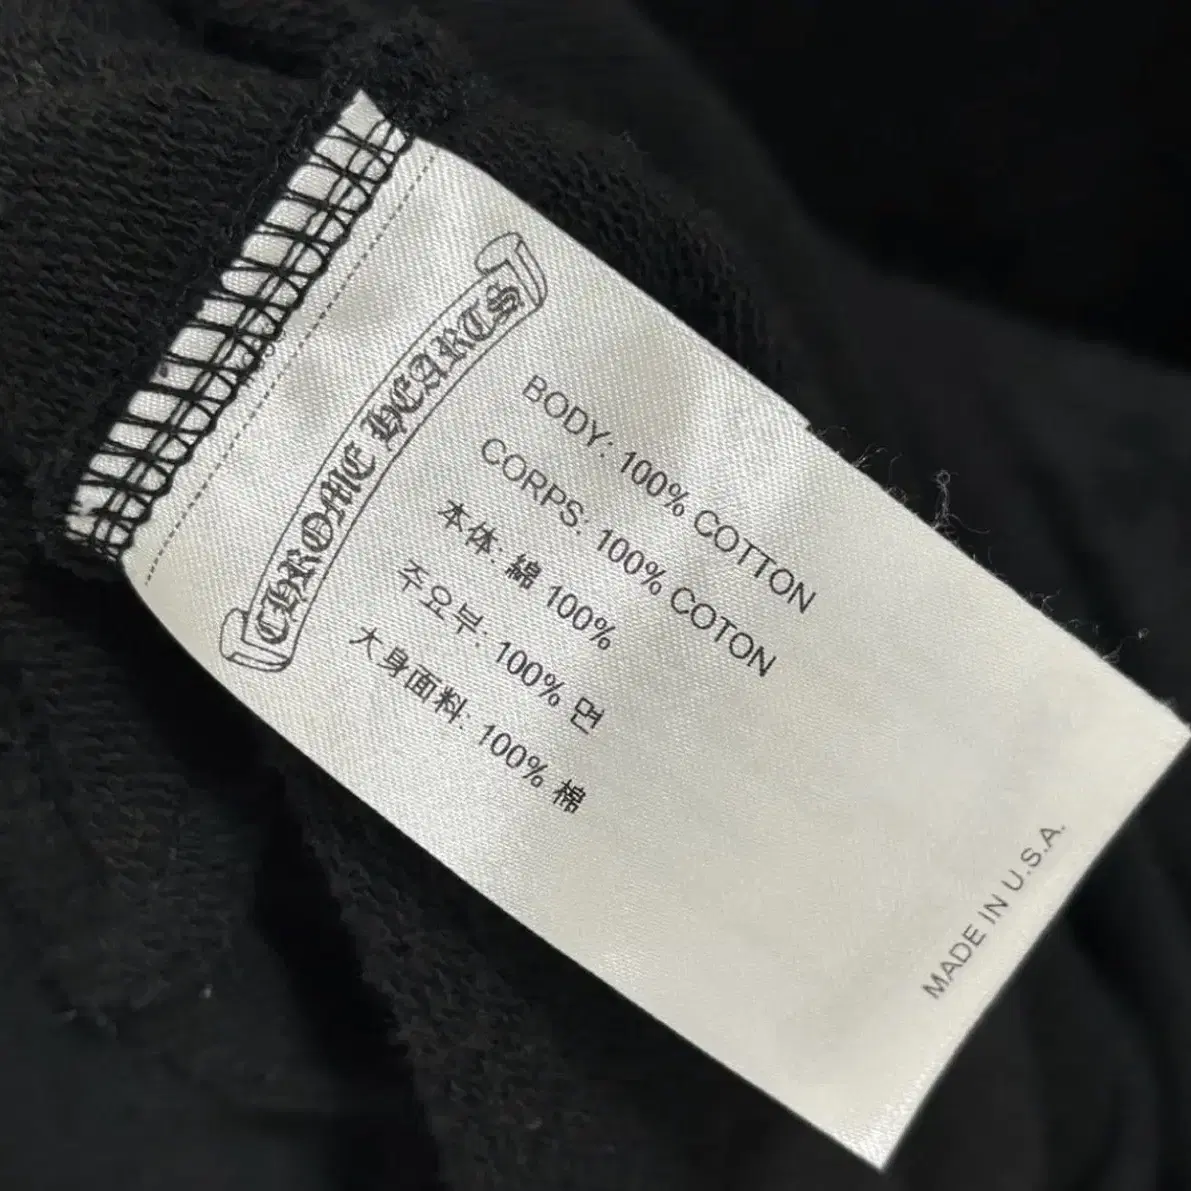 CHROME HEARTS
BODY: 100% COTTON
CORPS: 100% COTON
本体: 綿 100%
주요부: 100% 면
大身面料: 100% 棉
MADE IN U.S.A.